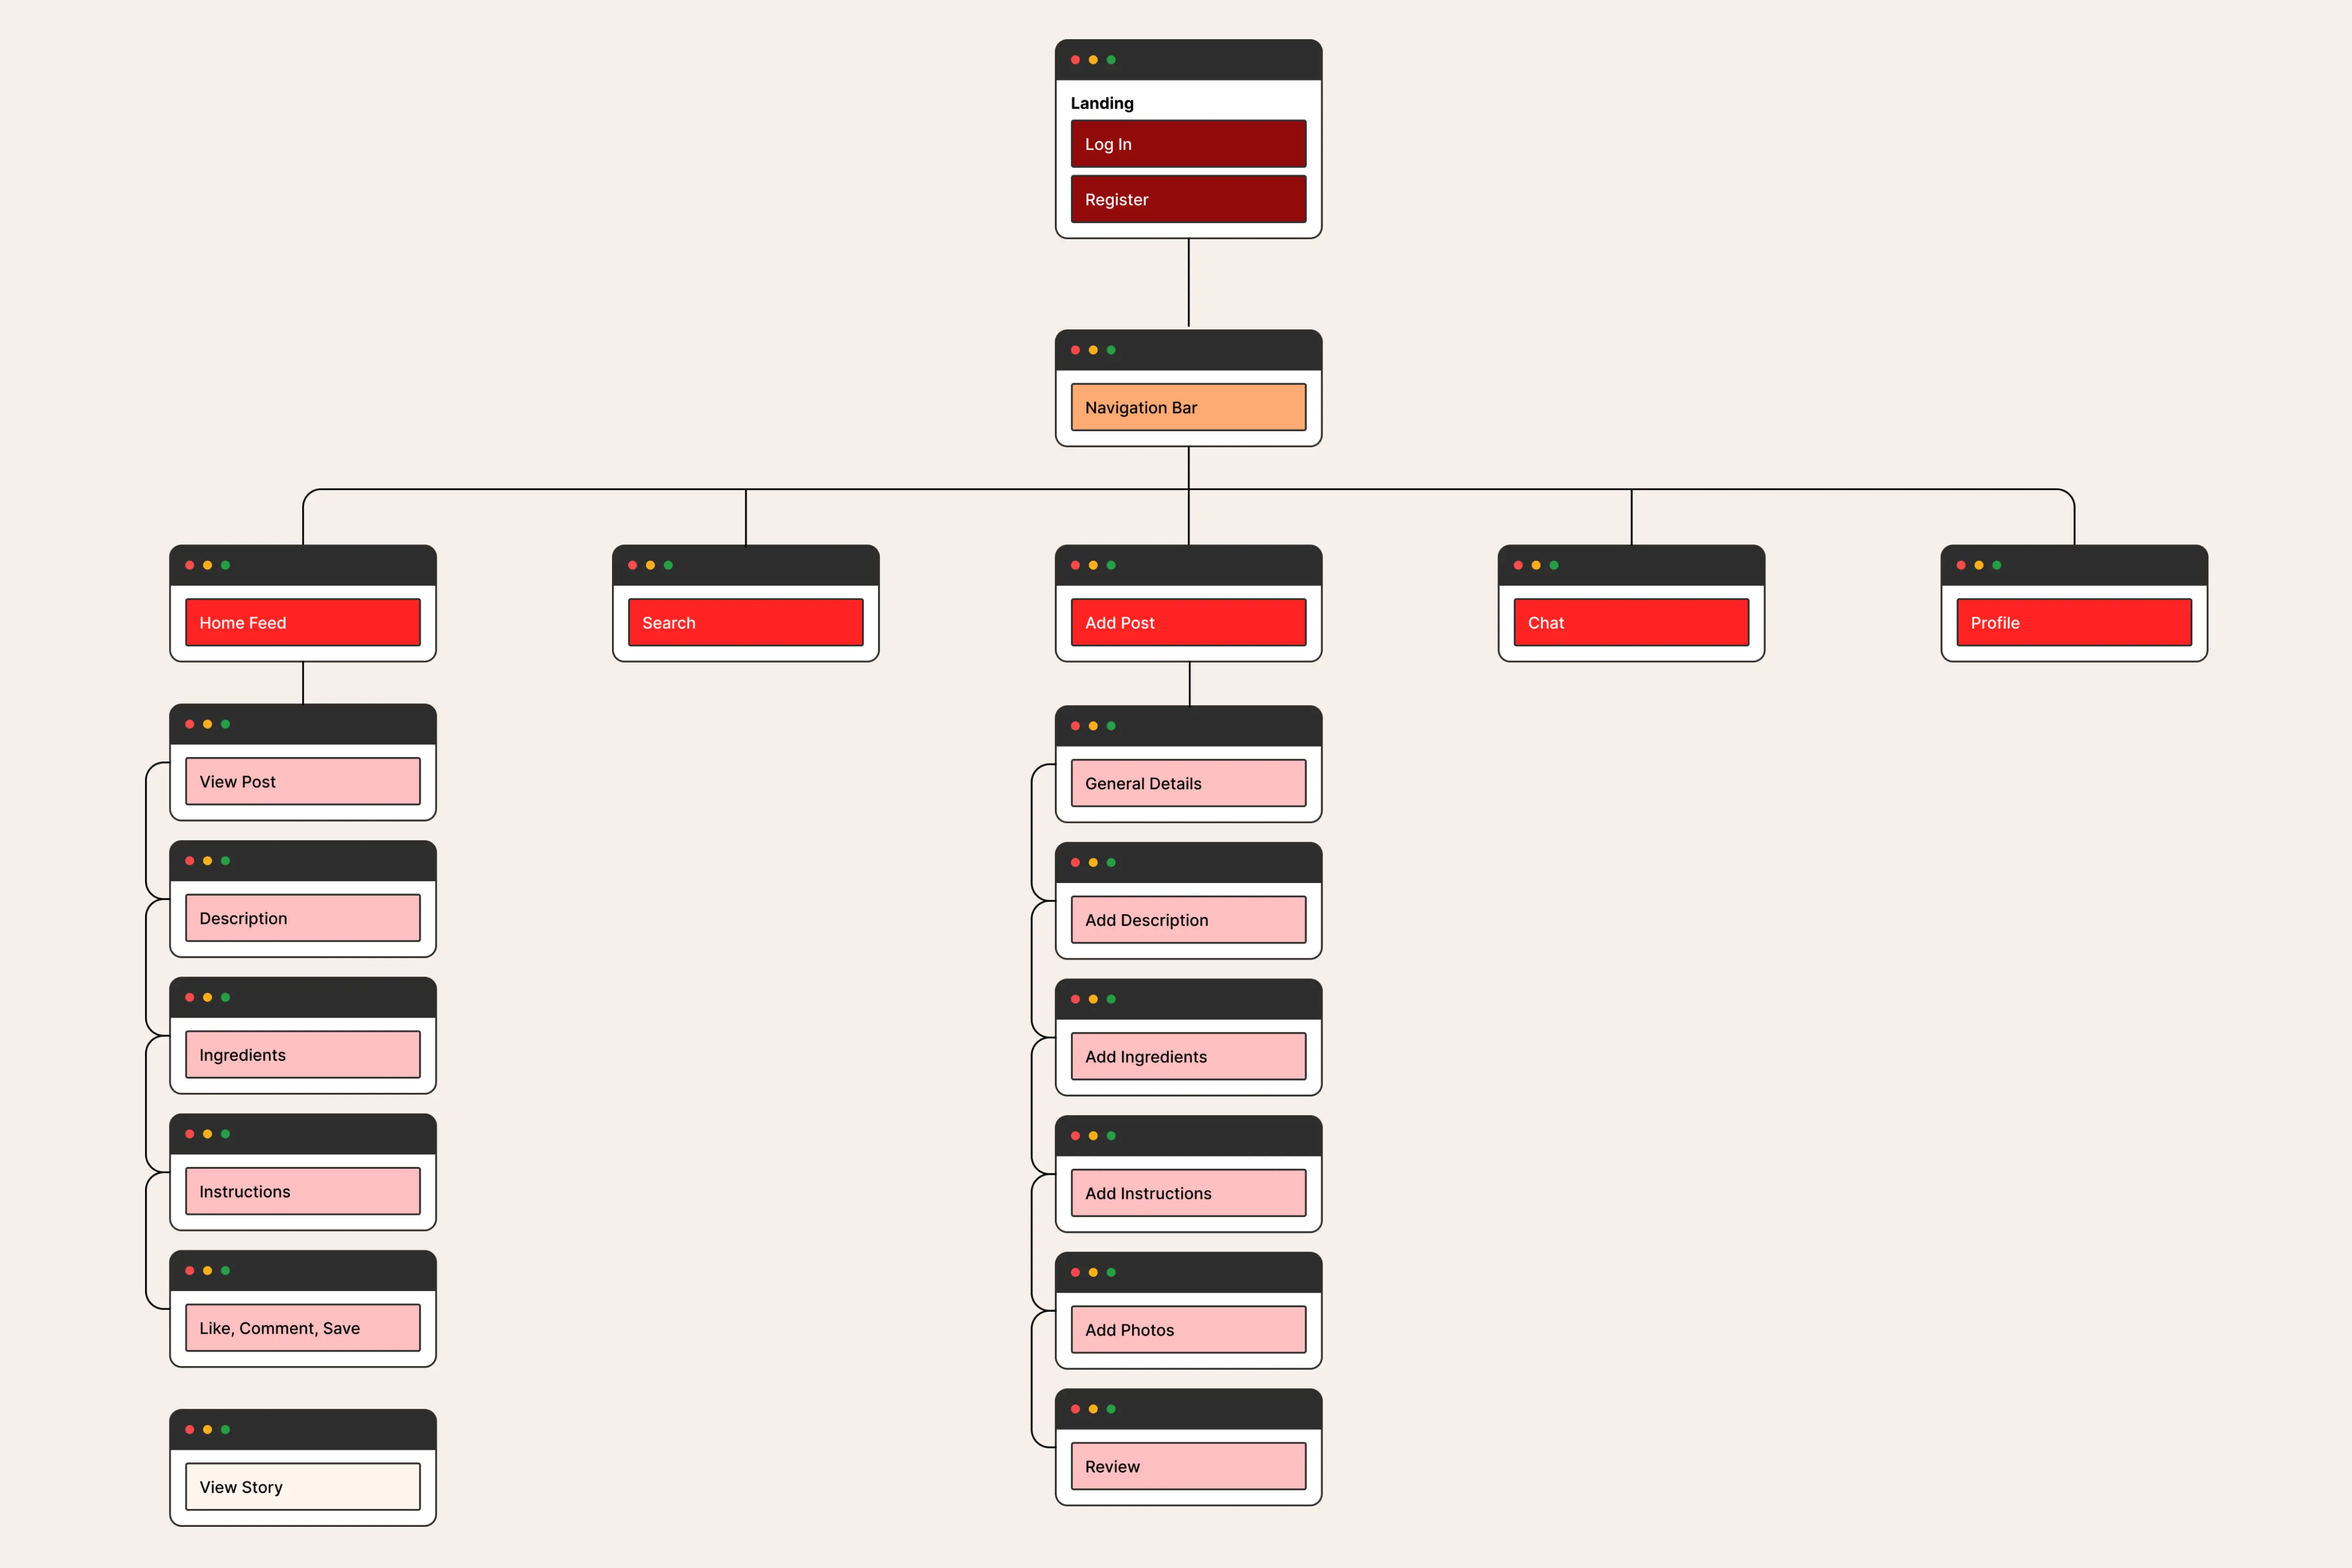 Landing
Log In
Register
Navigation Bar
Home Feed
Search
Add Post
Chat
Profile
View Post
Description
Ingredients
Instructions
Like, Comment, Save
View Story
General Details
Add Description
Add Ingredients
Add Instructions
Add Photos
Review